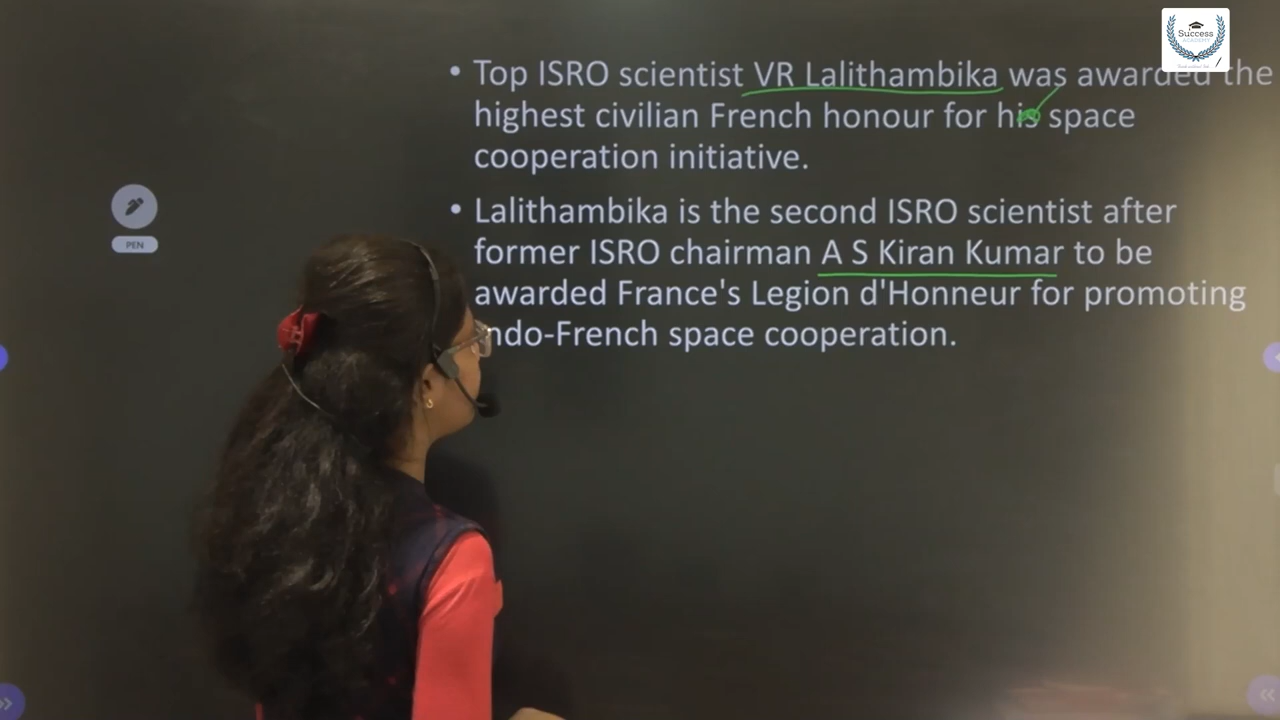 Success
ACADEMY
• Top ISRO scientist VR Lalithambika was awarded the
highest civilian French honour for his space
cooperation initiative.
PEN
• Lalithambika is the second ISRO scientist after
former ISRO chairman A S Kiran Kumar to be
awarded France's Legion d'Honneur for promoting
ndo-French space cooperation.